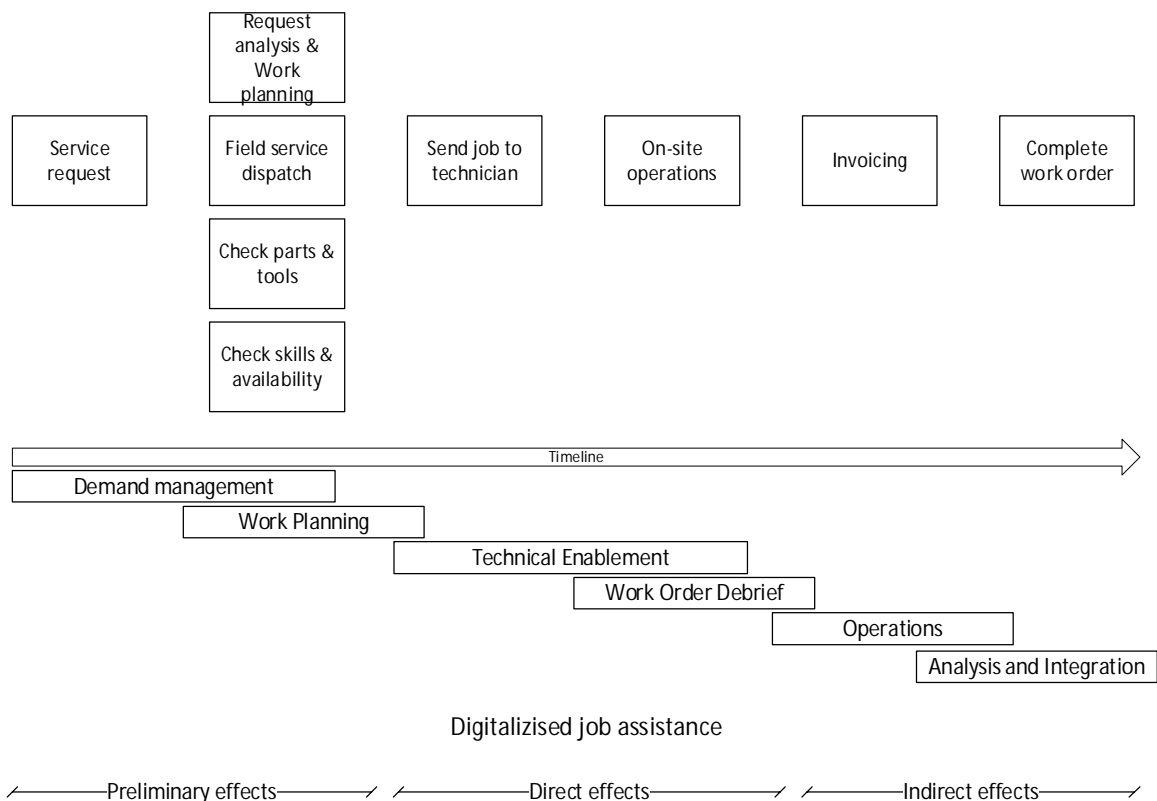 Request
analysis &
Work
planning
Service
request
Field service
dispatch
Send job to
technician
On-site
operations
Invoicing
Complete
work order
Check parts &
tools
Check skills &
availability
Timeline
Demand management
Work Planning
Technical Enablement
Work Order Debrief
Operations
Analysis and Integration
Digitalizised job assistance
Preliminary effects
Direct effects
Indirect effects